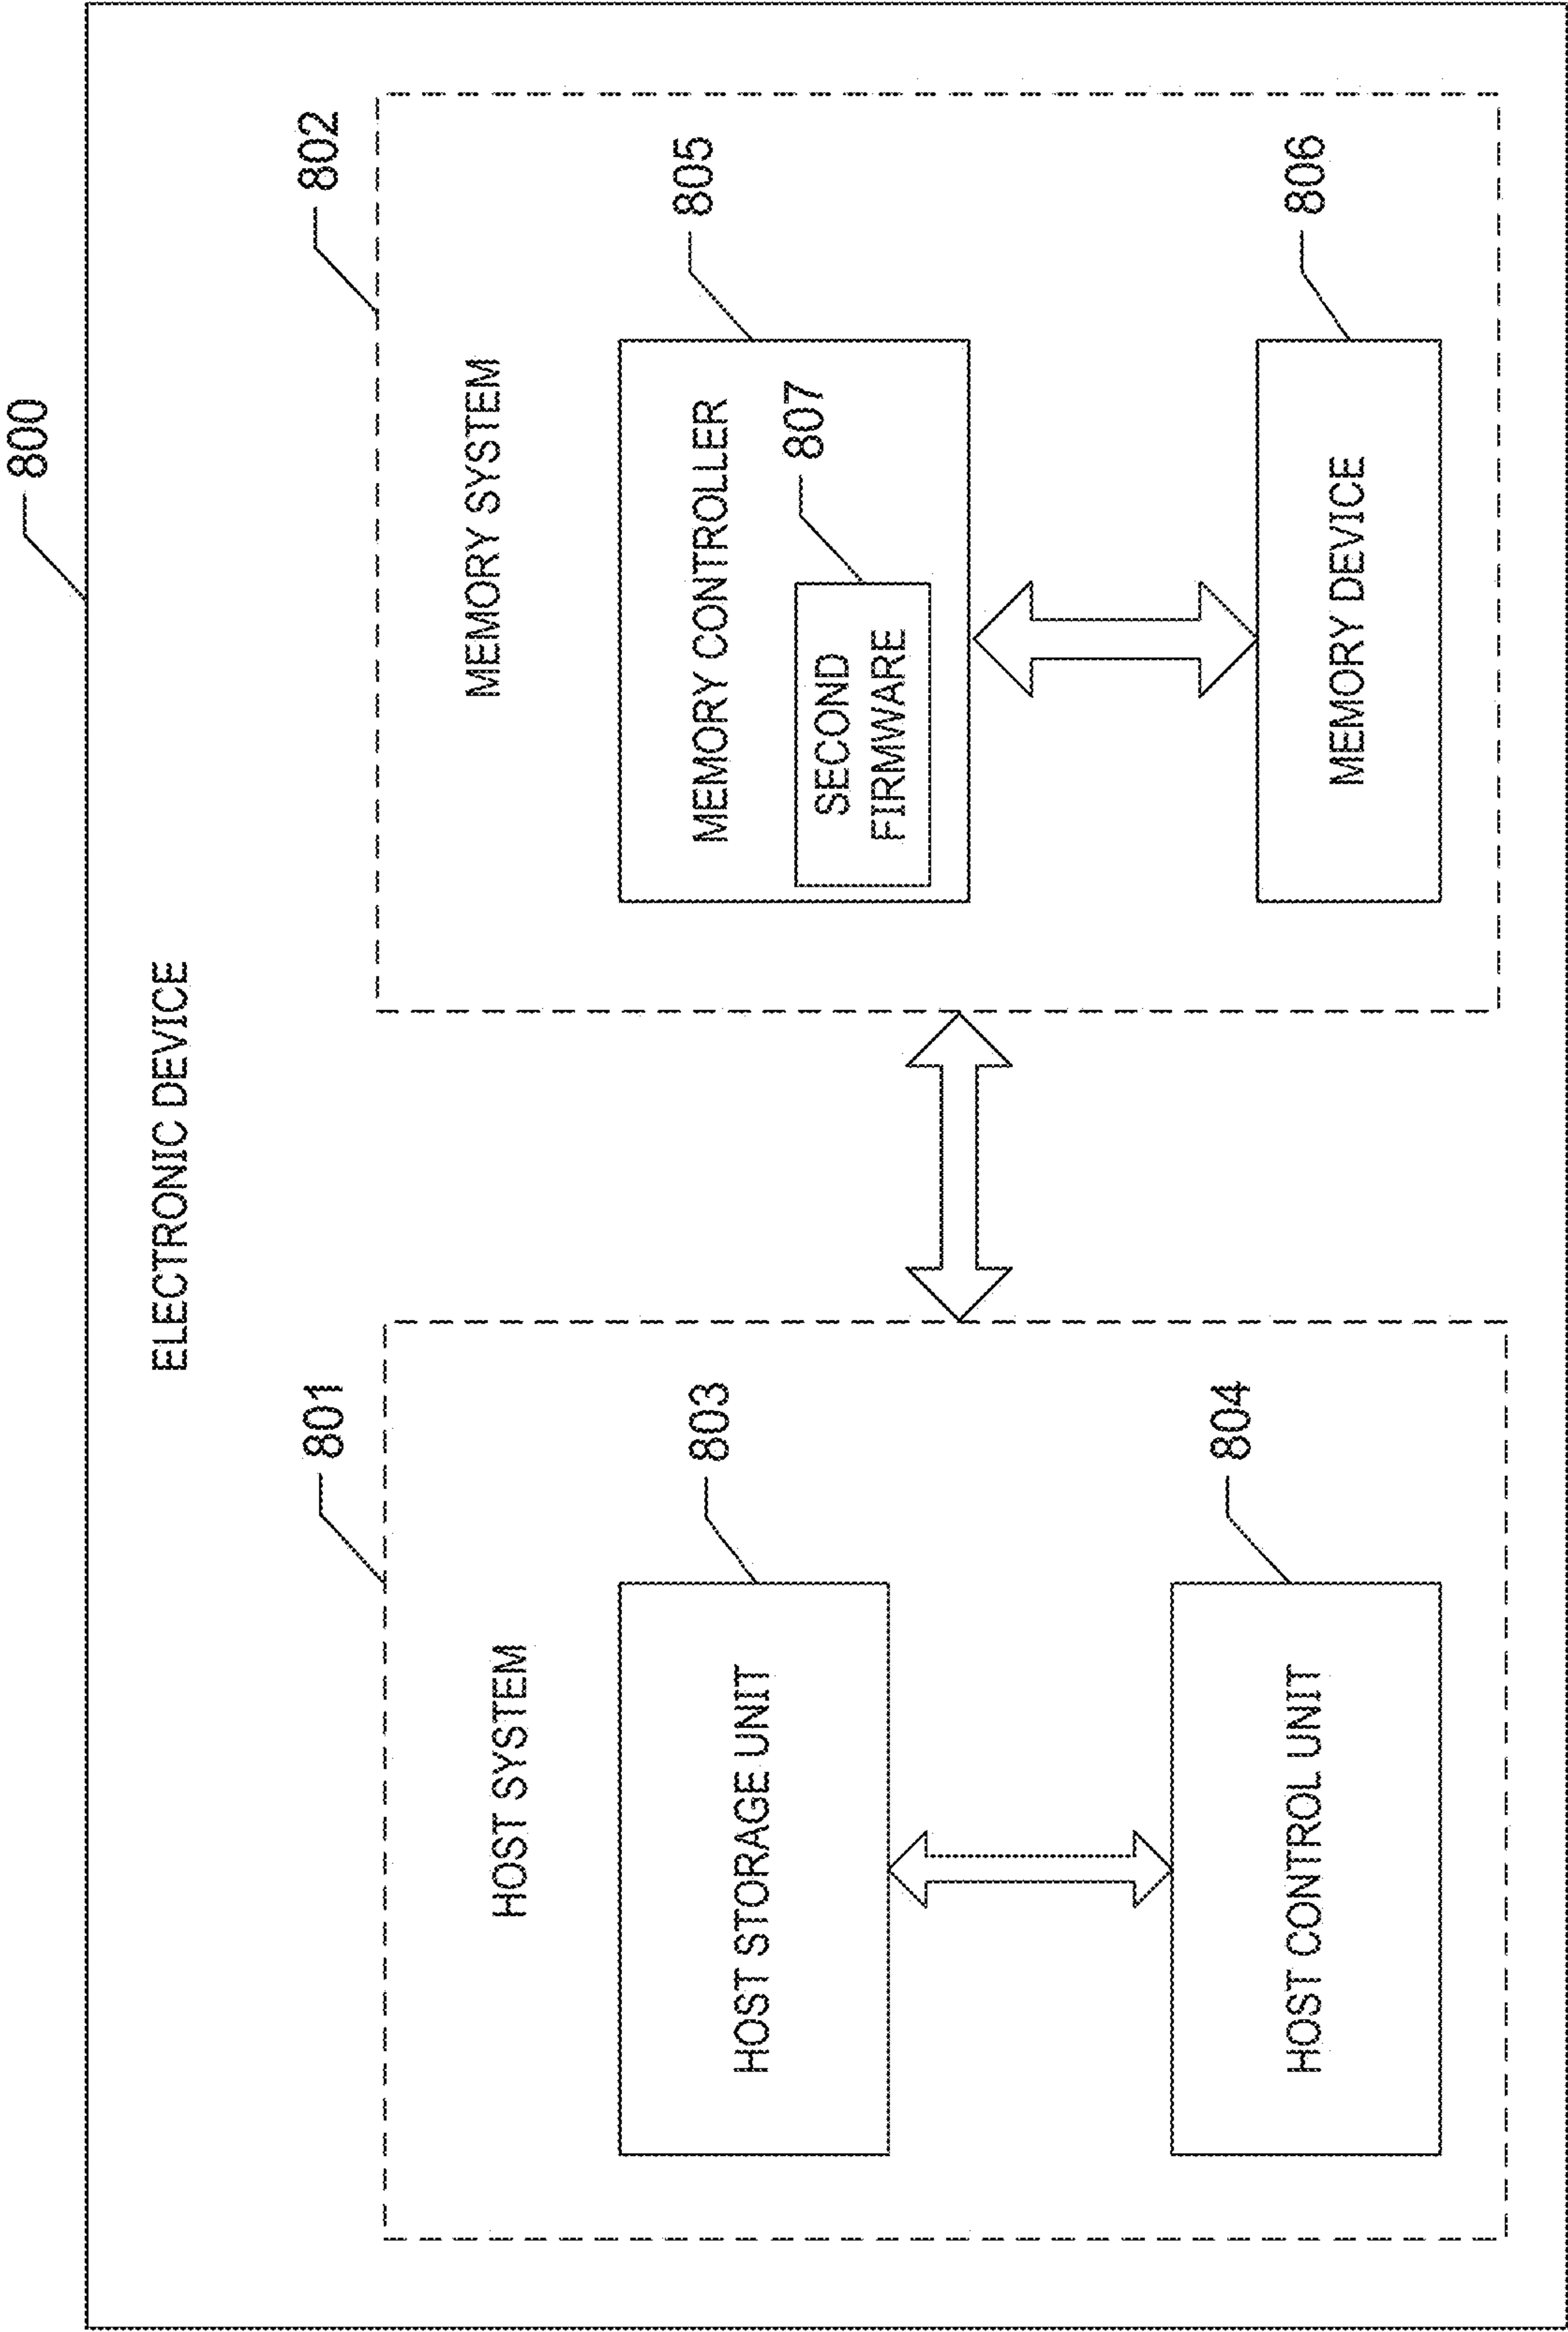 800
ELECTRONIC DEVICE
801
HOST SYSTEM
803
HOST STORAGE UNIT
804
HOST CONTROL UNIT
802
MEMORY SYSTEM
805
MEMORY CONTROLLER
807
SECOND
FIRMWARE
806
MEMORY DEVICE